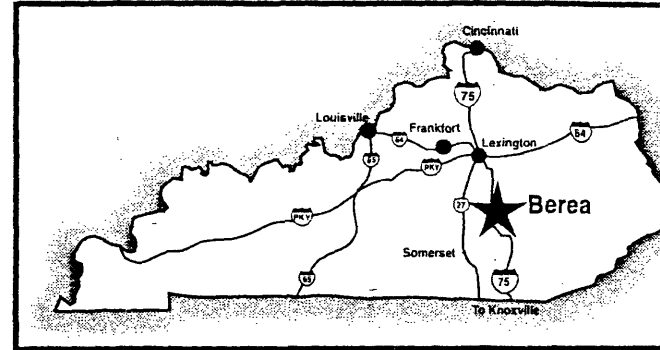 Cincinnati
75
Louisville
Frankfort
64
Lexington
64
65
PKY
PKY
27
Berea
Somerset
65
75
To Knoxville